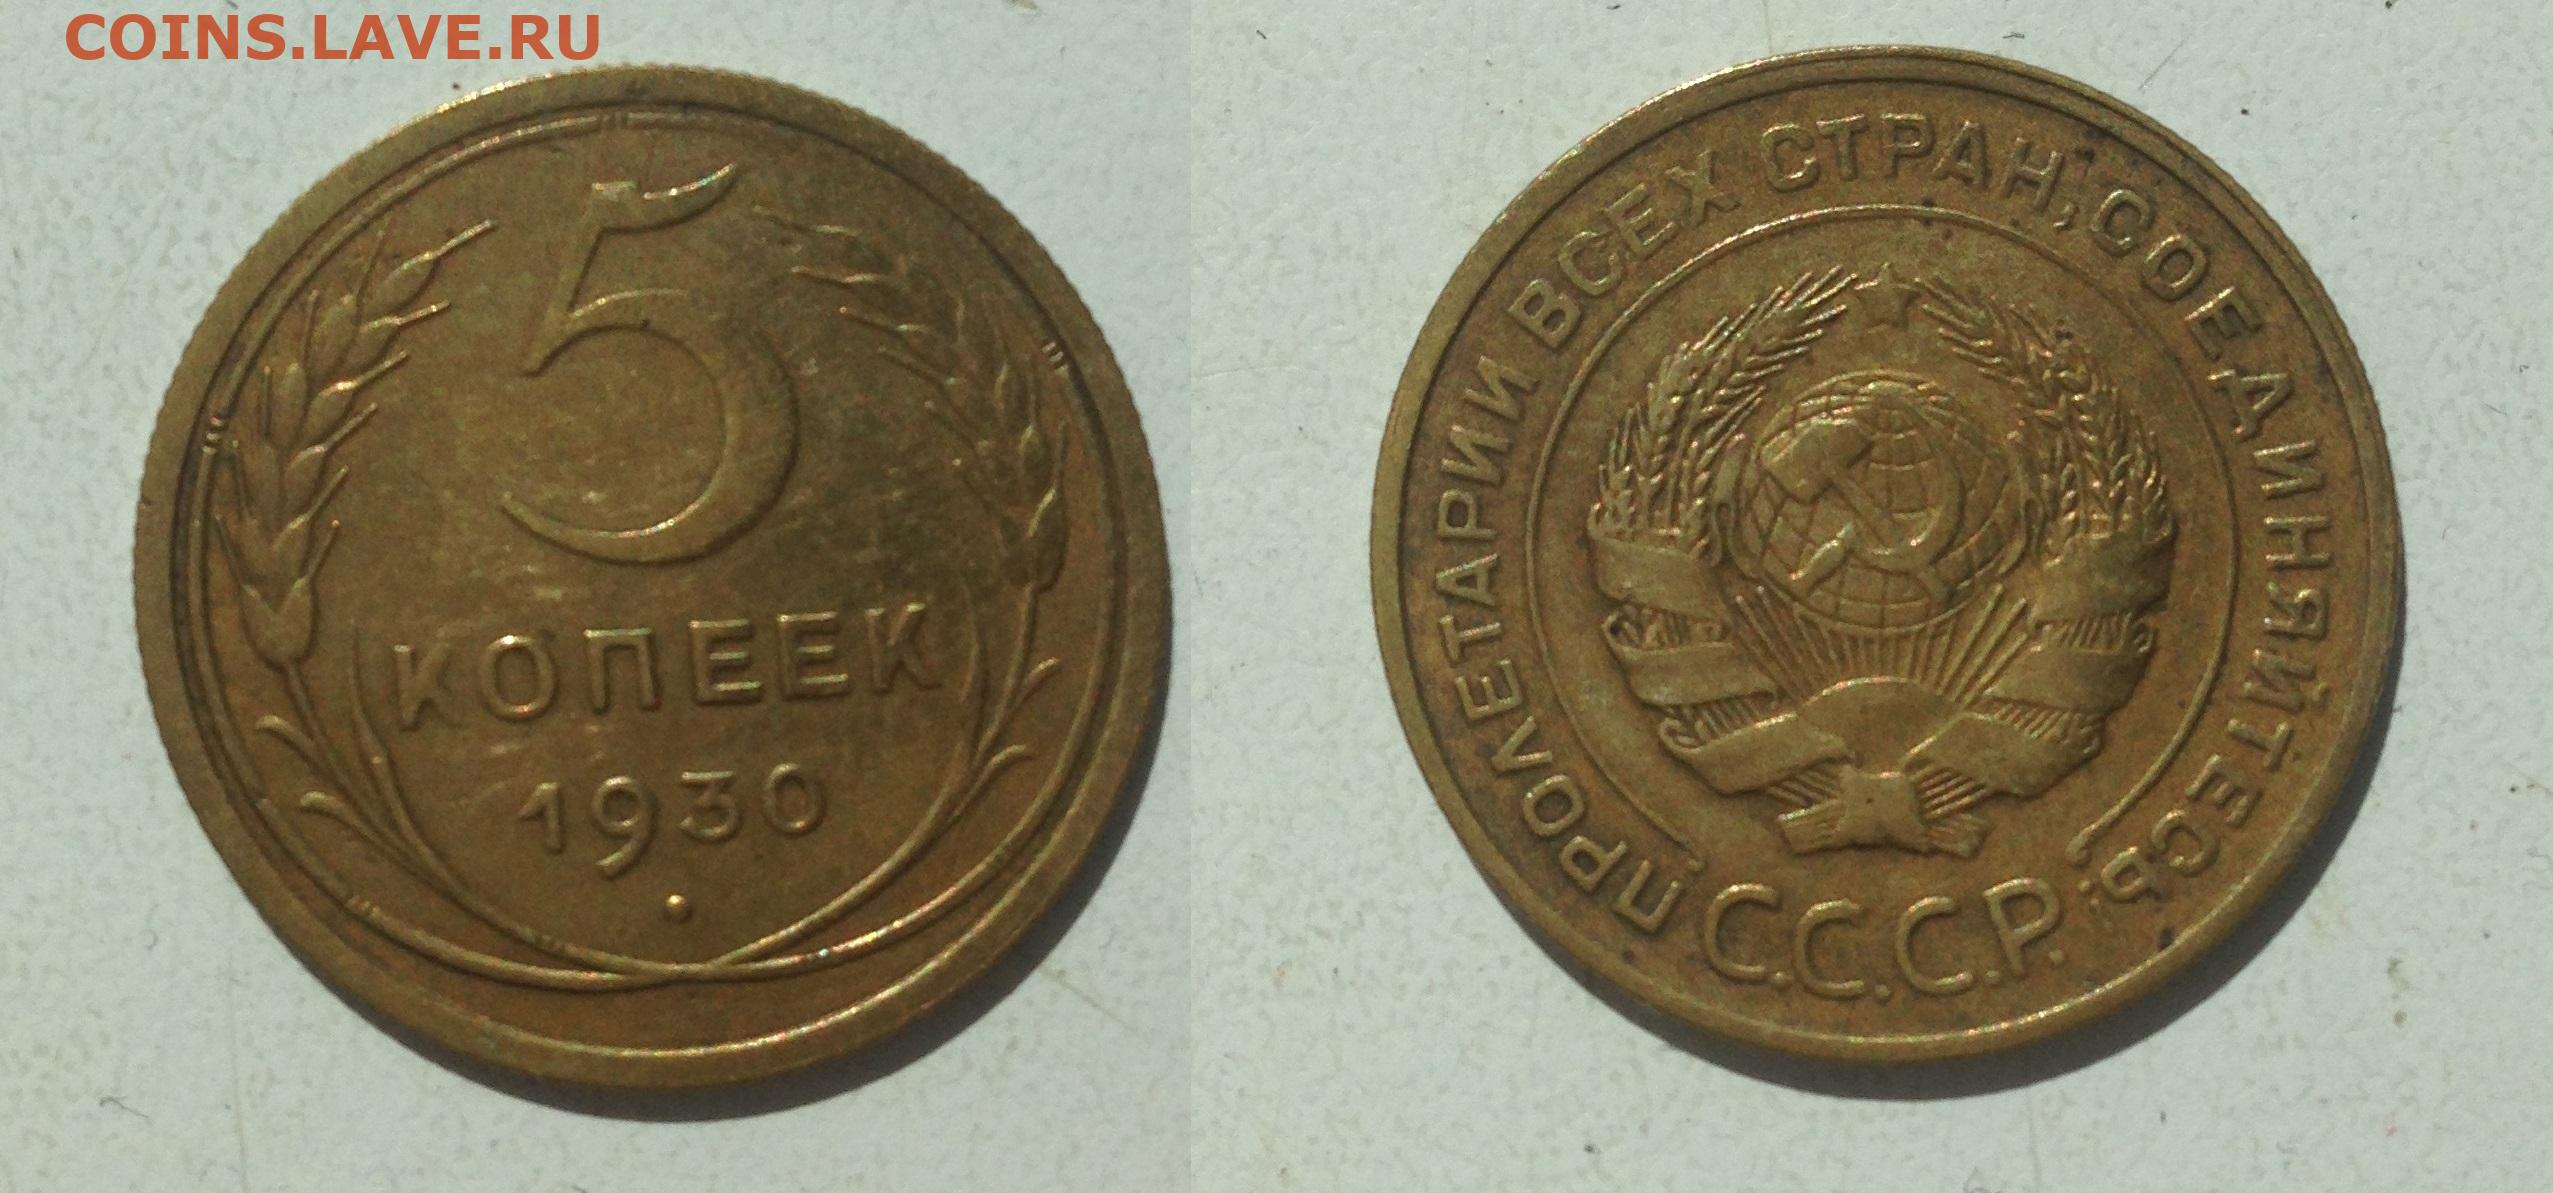 COINS.LAVE.RU
5
КОПЕЕК
1930
ПРОЛЕТАРИИ ВСЕХ СТРАН, СОЕДИНЯЙТЕСЬ!
С.С.С.Р.